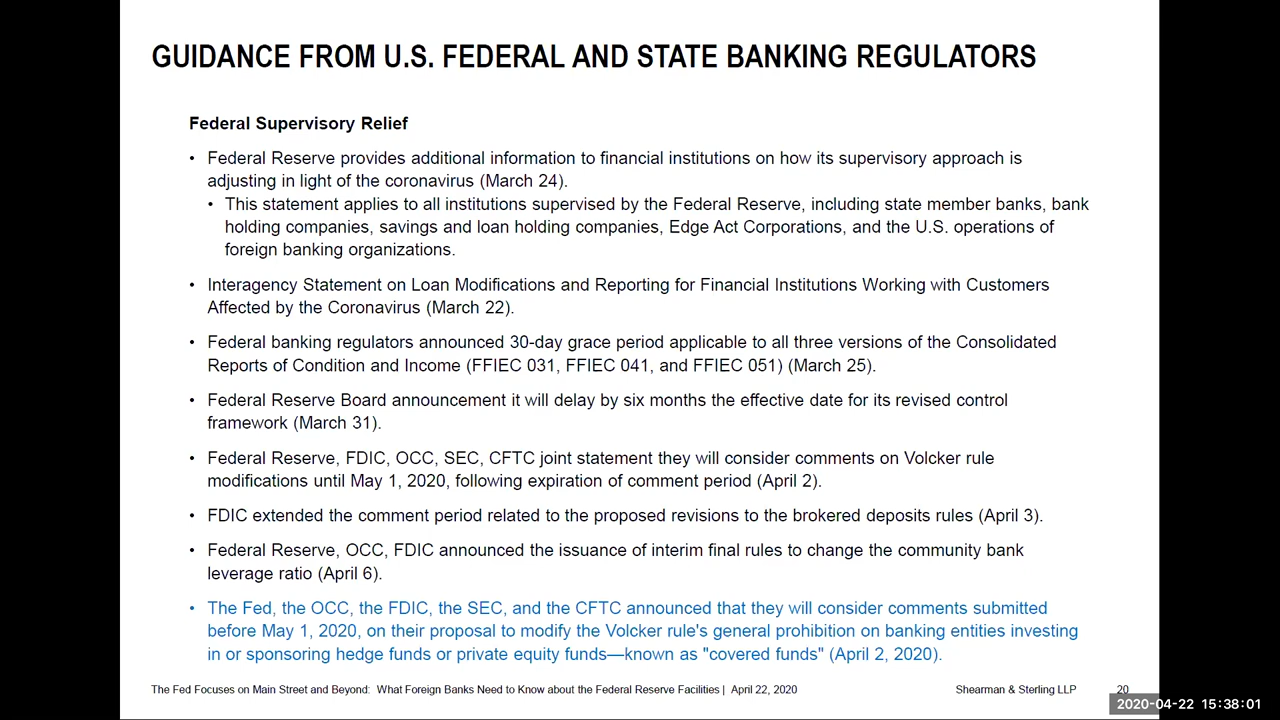 GUIDANCE FROM U.S. FEDERAL AND STATE BANKING REGULATORS
Federal Supervisory Relief
• Federal Reserve provides additional information to financial institutions on how its supervisory approach is
adjusting in light of the coronavirus (March 24).
• This statement applies to all institutions supervised by the Federal Reserve, including state member banks, bank
holding companies, savings and loan holding companies, Edge Act Corporations, and the U.S. operations of
foreign banking organizations.
• Interagency Statement on Loan Modifications and Reporting for Financial Institutions Working with Customers
Affected by the Coronavirus (March 22).
• Federal banking regulators announced 30-day grace period applicable to all three versions of the Consolidated
Reports of Condition and Income (FFIEC 031, FFIEC 041, and FFIEC 051) (March 25).
• Federal Reserve Board announcement it will delay by six months the effective date for its revised control
framework (March 31).
• Federal Reserve, FDIC, OCC, SEC, CFTC joint statement they will consider comments on Volcker rule
modifications until May 1, 2020, following expiration of comment period (April 2).
• FDIC extended the comment period related to the proposed revisions to the brokered deposits rules (April 3).
• Federal Reserve, OCC, FDIC announced the issuance of interim final rules to change the community bank
leverage ratio (April 6).
• The Fed, the OCC, the FDIC, the SEC, and the CFTC announced that they will consider comments submitted
before May 1, 2020, on their proposal to modify the Volcker rule's general prohibition on banking entities investing
in or sponsoring hedge funds or private equity funds—known as "covered funds" (April 2, 2020).
The Fed Focuses on Main Street and Beyond: What Foreign Banks Need to Know about the Federal Reserve Facilities | April 22, 2020
Shearman & Sterling LLP
20
2020-04-22 15:38:01